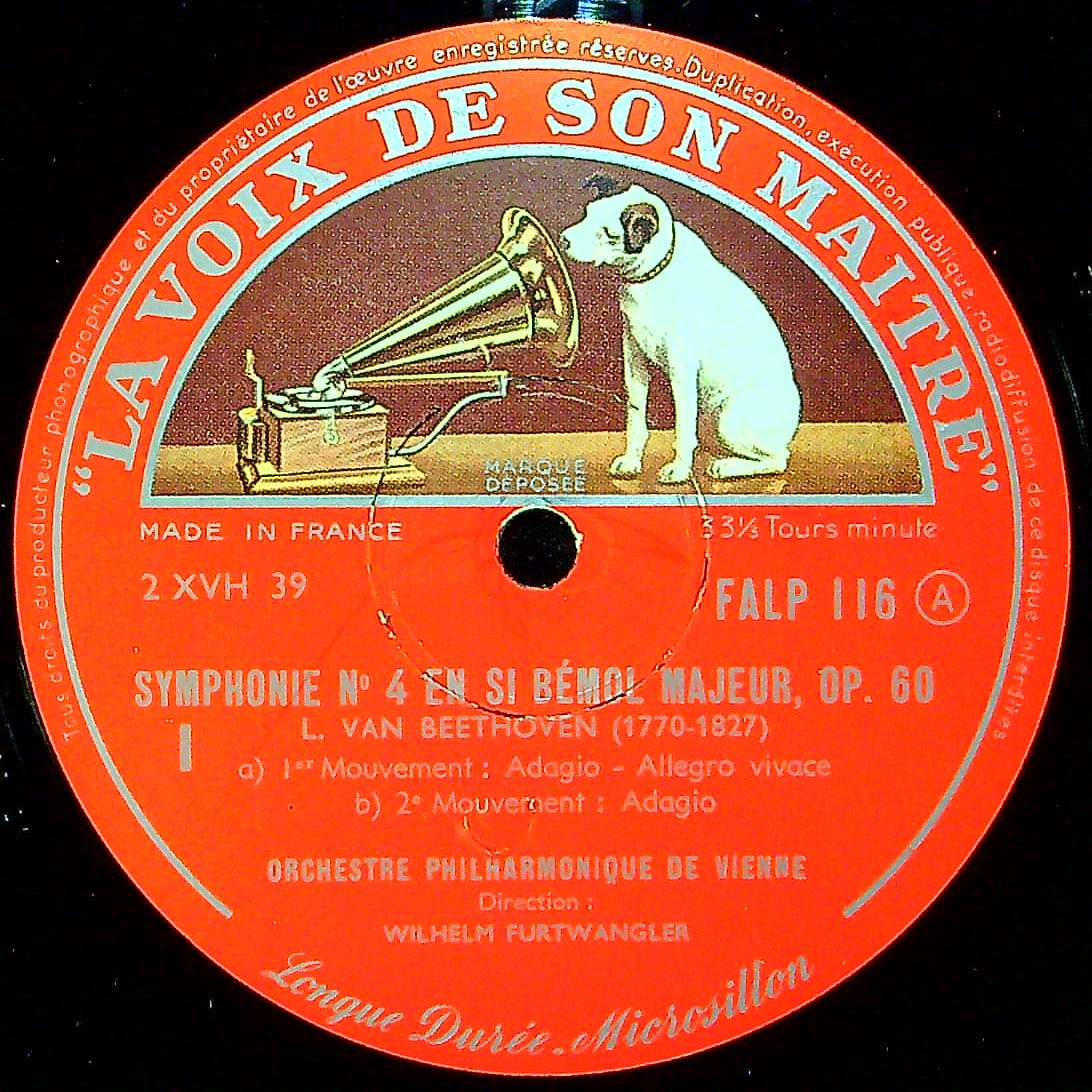 Tous droits du producteur phonographique et du propriétaire de l'œuvre enregistrée réservés. Duplication, exécution publique, radiodiffusion de ce disque interdites
“LA VOIX DE SON MAITRE”
MARQUE
DÉPOSÉE
MADE IN FRANCE
33⅓ Tours minute
2 XVH 39
FALP 116 A
SYMPHONIE Nº 4 EN SI BÉMOL MAJEUR, OP. 60
L. VAN BEETHOVEN (1770-1827)
I
a) 1er Mouvement : Adagio - Allegro vivace
b) 2e Mouvement : Adagio
ORCHESTRE PHILHARMONIQUE DE VIENNE
Direction :
WILHELM FURTWANGLER
Longue Durée. Microsillon